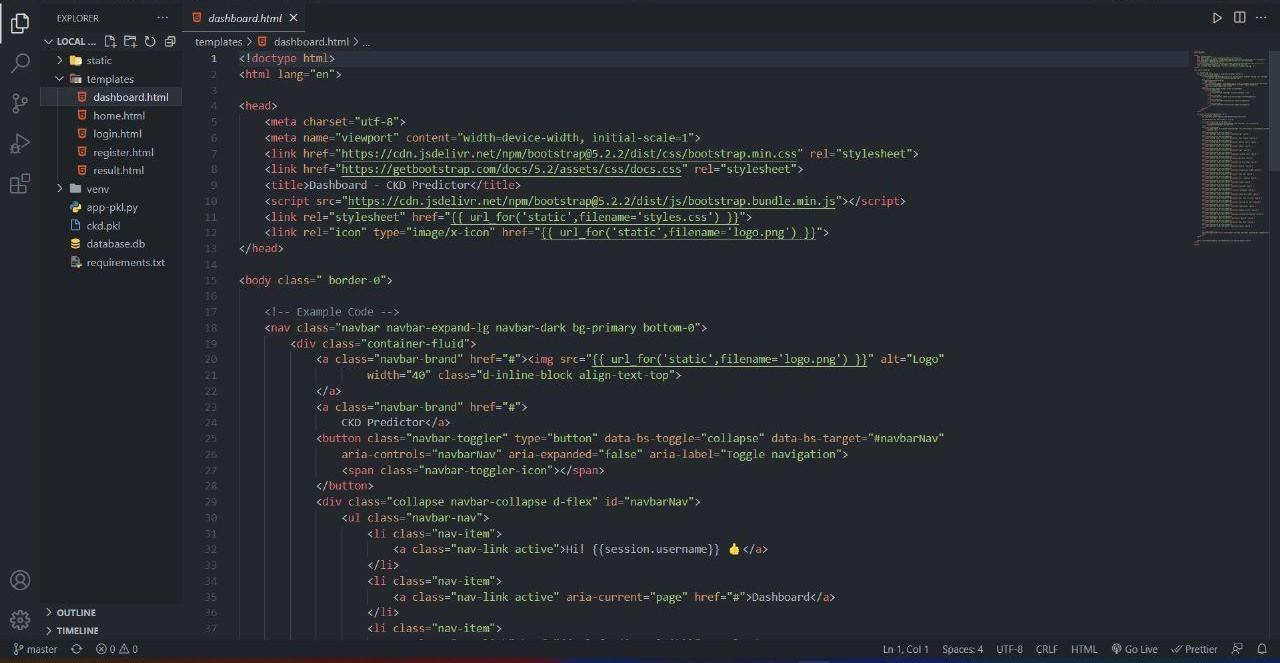 EXPLORER
LOCAL ...
static
templates
dashboard.html
home.html
login.html
register.html
result.html
venv
app-pkl.py
ckd.pkl
database.db
requirements.txt
OUTLINE
TIMELINE
dashboard.html
templates > dashboard.html > ...
1 <!doctype html>
2 <html lang="en">
3
4 <head>
5 <meta charset="utf-8">
6 <meta name="viewport" content="width=device-width, initial-scale=1">
7 <link href="https://cdn.jsdelivr.net/npm/bootstrap@5.2.2/dist/css/bootstrap.min.css" rel="stylesheet">
8 <link href="https://getbootstrap.com/docs/5.2/assets/css/docs.css" rel="stylesheet">
9 <title>Dashboard - CKD Predictor</title>
10 <script src="https://cdn.jsdelivr.net/npm/bootstrap@5.2.2/dist/js/bootstrap.bundle.min.js"></script>
11 <link rel="stylesheet" href="{{ url_for('static',filename='styles.css') }}">
12 <link rel="icon" type="image/x-icon" href="{{ url_for('static',filename='logo.png') }}">
13 </head>
14
15 <body class=" border-0">
16
17 <!-- Example Code -->
18 <nav class="navbar navbar-expand-lg navbar-dark bg-primary bottom-0">
19 <div class="container-fluid">
20 <a class="navbar-brand" href="#"><img src="{{ url_for('static',filename='logo.png') }}" alt="Logo"
21 width="40" class="d-inline-block align-text-top">
22 </a>
23 <a class="navbar-brand" href="#">
24 CKD Predictor</a>
25 <button class="navbar-toggler" type="button" data-bs-toggle="collapse" data-bs-target="#navbarNav"
26 aria-controls="navbarNav" aria-expanded="false" aria-label="Toggle navigation">
27 <span class="navbar-toggler-icon"></span>
28 </button>
29 <div class="collapse navbar-collapse d-flex" id="navbarNav">
30 <ul class="navbar-nav">
31 <li class="nav-item">
32 <a class="nav-link active">Hi! {{session.username}} 👍</a>
33 </li>
34 <li class="nav-item">
35 <a class="nav-link active" aria-current="page" href="#">Dashboard</a>
36 </li>
37 <li class="nav-item">
master 0 0 Ln 1, Col 1 Spaces: 4 UTF-8 CRLF HTML Go Live Prettier